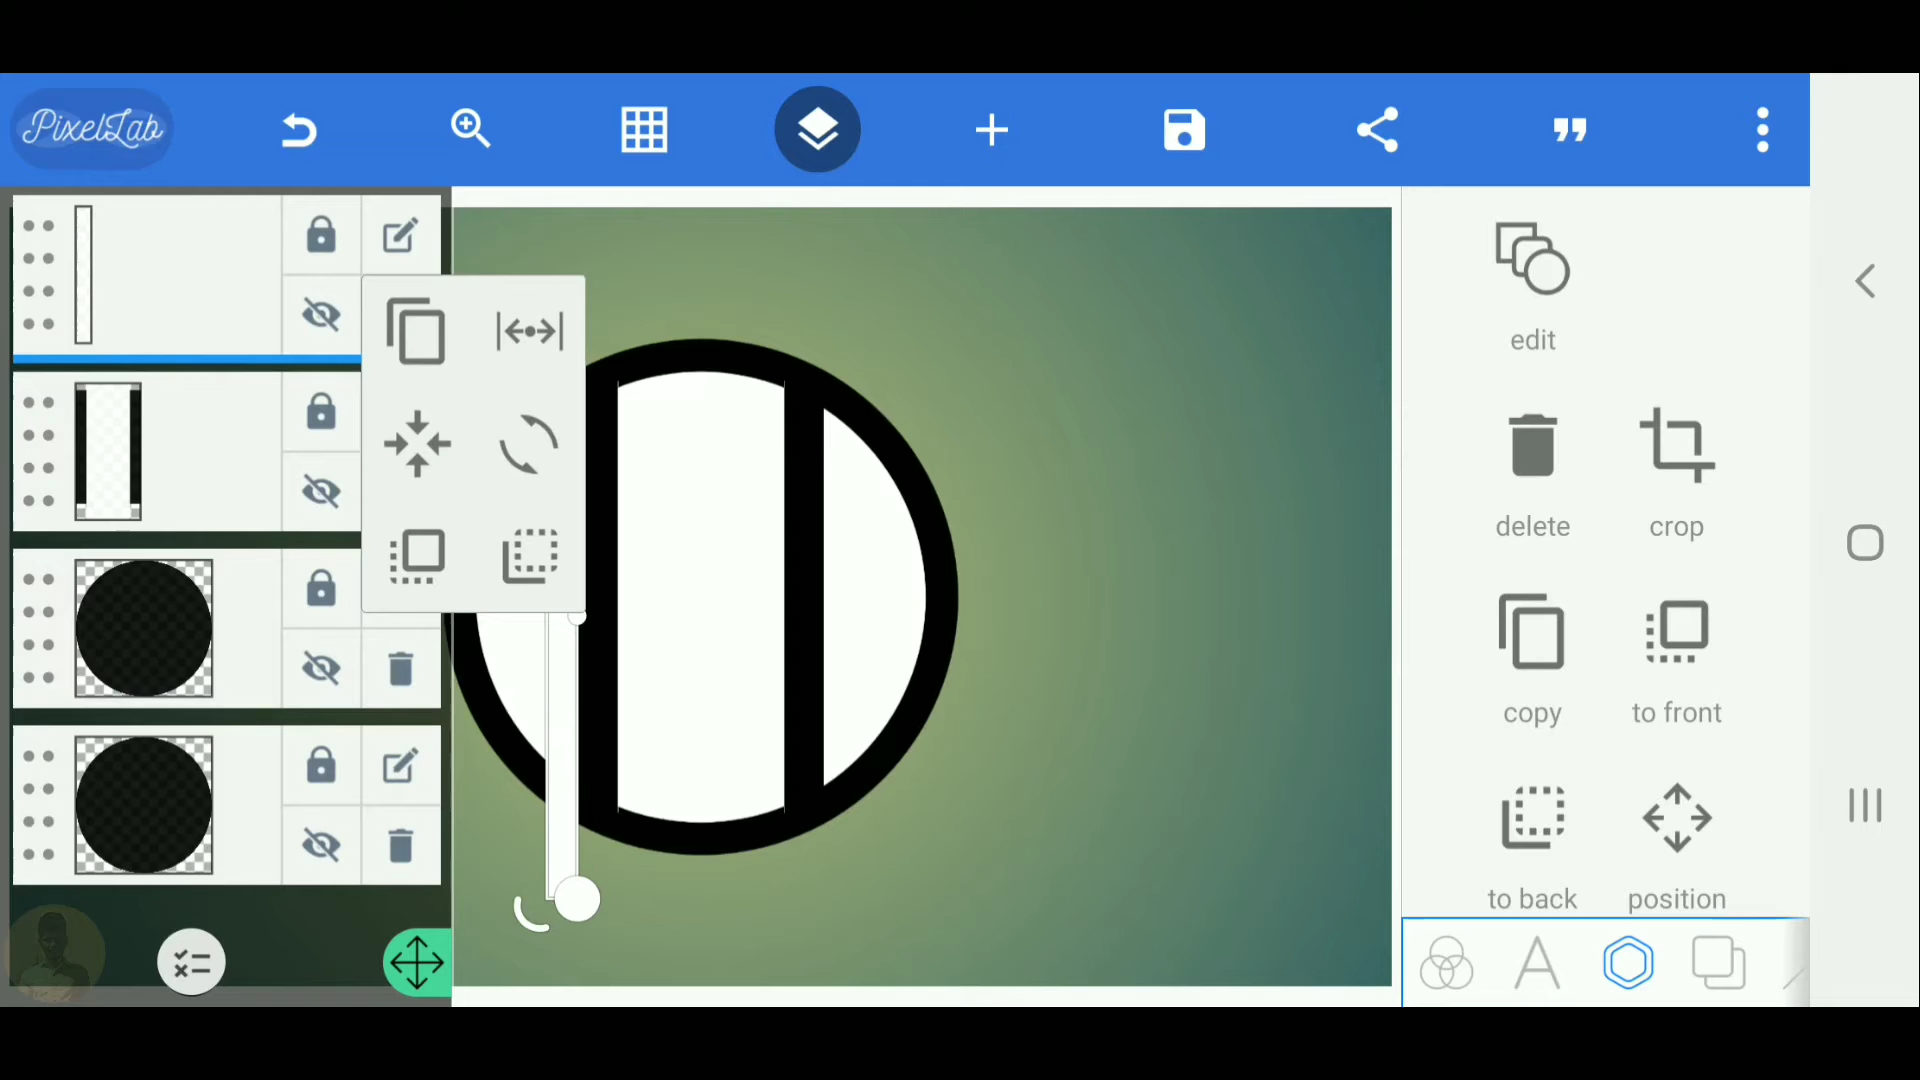 PixelLab
edit
delete
crop
copy
to front
to back
position